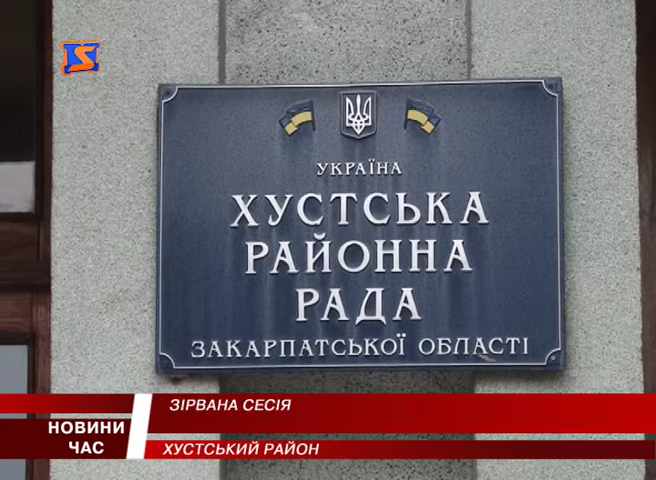 УКРАЇНА
ХУСТСЬКА
РАЙОННА
РАДА
ЗАКАРПАТСЬКОЇ ОБЛАСТІ
ЗІРВАНА СЕСІЯ
НОВИНИ
ЧАС
ХУСТСЬКИЙ РАЙОН